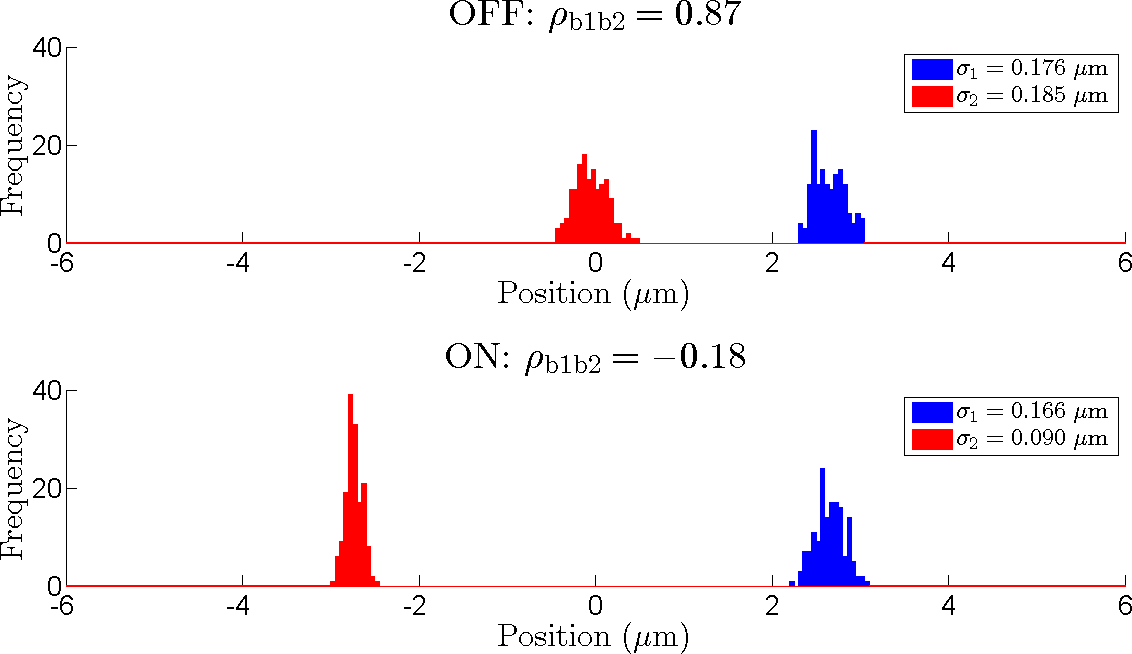 OFF: ρb1b2 = 0.87
40
20
0
Frequency
σ1 = 0.176 μm
σ2 = 0.185 μm
-6 -4 -2 0 2 4 6
Position (μm)
ON: ρb1b2 = −0.18
40
20
0
Frequency
σ1 = 0.166 μm
σ2 = 0.090 μm
-6 -4 -2 0 2 4 6
Position (μm)